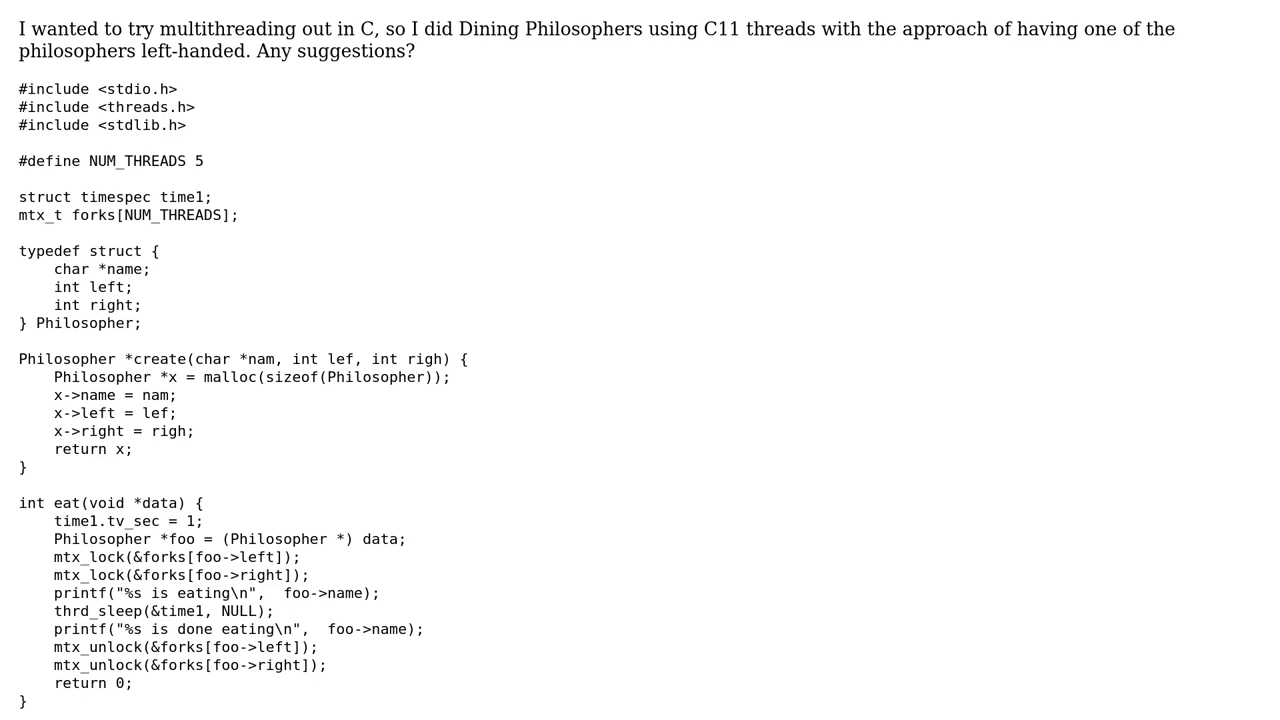 I wanted to try multithreading out in C, so I did Dining Philosophers using C11 threads with the approach of having one of the
philosophers left-handed. Any suggestions?

#include <stdio.h>
#include <threads.h>
#include <stdlib.h>

#define NUM_THREADS 5

struct timespec time1;
mtx_t forks[NUM_THREADS];

typedef struct {
    char *name;
    int left;
    int right;
} Philosopher;

Philosopher *create(char *nam, int lef, int righ) {
    Philosopher *x = malloc(sizeof(Philosopher));
    x->name = nam;
    x->left = lef;
    x->right = righ;
    return x;
}

int eat(void *data) {
    time1.tv_sec = 1;
    Philosopher *foo = (Philosopher *) data;
    mtx_lock(&forks[foo->left]);
    mtx_lock(&forks[foo->right]);
    printf("%s is eating\n",  foo->name);
    thrd_sleep(&time1, NULL);
    printf("%s is done eating\n",  foo->name);
    mtx_unlock(&forks[foo->left]);
    mtx_unlock(&forks[foo->right]);
    return 0;
}